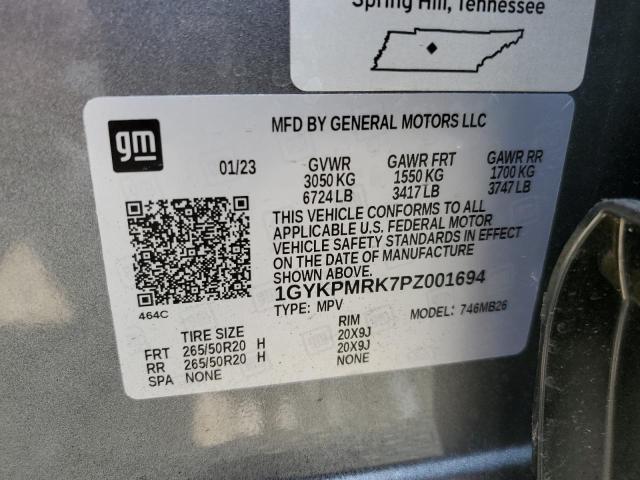 Spring Hill, Tennessee
gm
MFD BY GENERAL MOTORS LLC
01/23 GVWR GAWR FRT GAWR RR
3050 KG 1550 KG 1700 KG
6724 LB 3417 LB 3747 LB
THIS VEHICLE CONFORMS TO ALL
APPLICABLE U.S. FEDERAL MOTOR
VEHICLE SAFETY STANDARDS IN EFFECT
ON THE DATE OF MANUFACTURE
SHOWN ABOVE.
1GYKPMRK7PZ001694
464C TYPE: MPV MODEL: 746MB26
TIRE SIZE RIM
FRT 265/50R20 H 20X9J
RR 265/50R20 H 20X9J
SPA NONE NONE